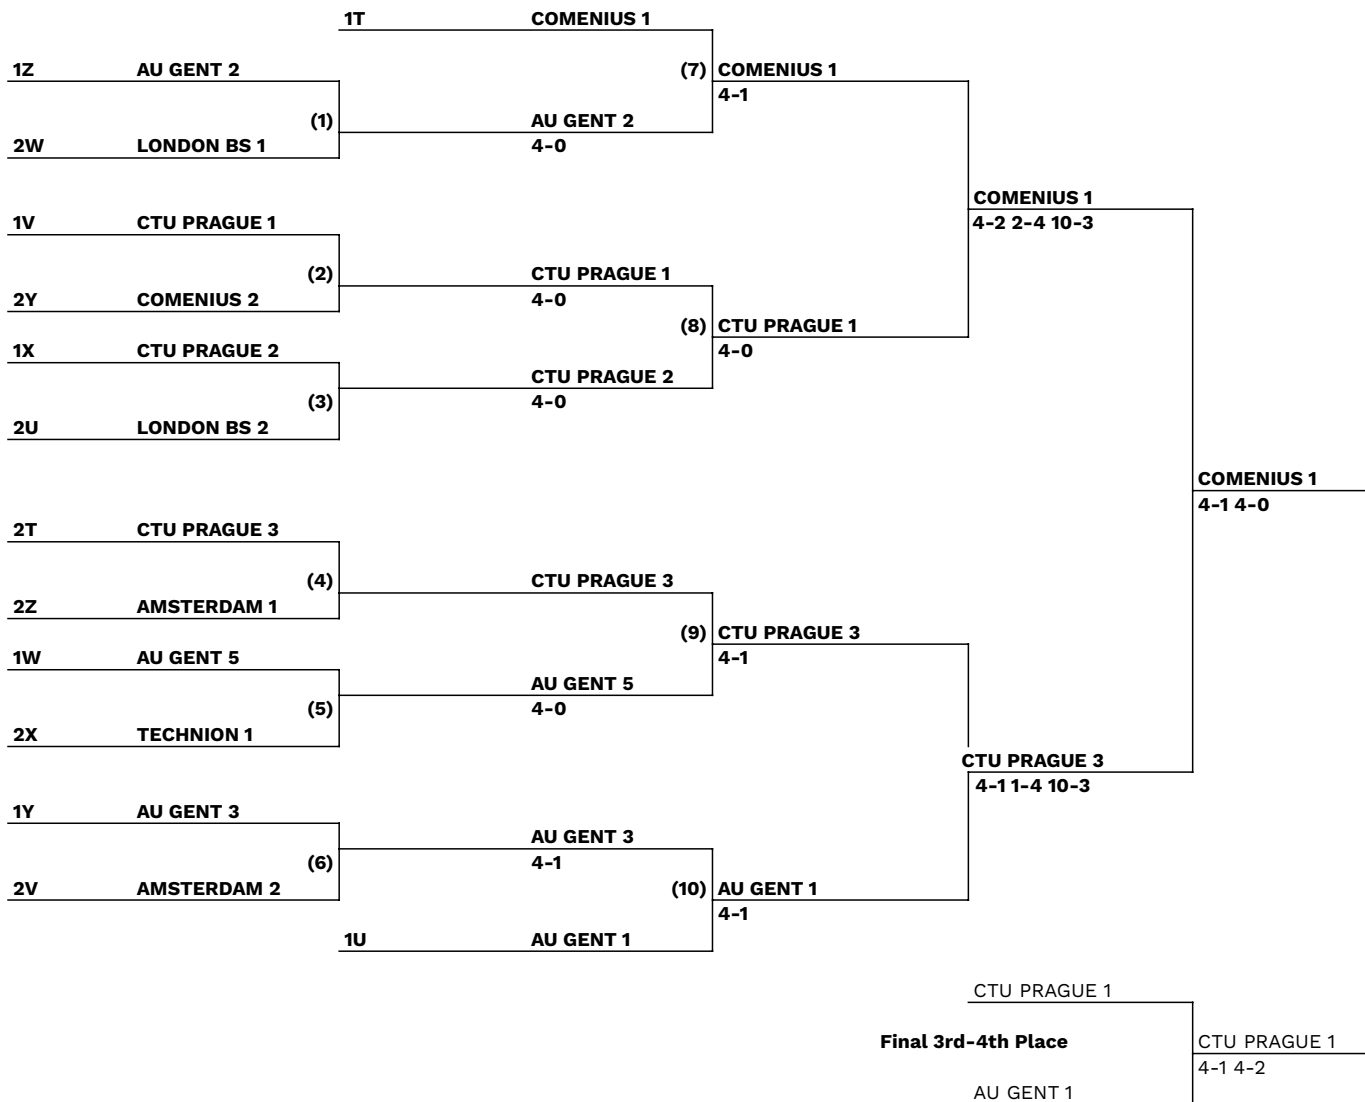 1T COMENIUS 1
1Z AU GENT 2
(7) COMENIUS 1
4-1
(1) AU GENT 2
2W LONDON BS 1 4-0
COMENIUS 1
1V CTU PRAGUE 1 4-2 2-4 10-3
(2) CTU PRAGUE 1
2Y COMENIUS 2 4-0
(8) CTU PRAGUE 1
1X CTU PRAGUE 2 4-0
CTU PRAGUE 2
(3) 4-0
2U LONDON BS 2
COMENIUS 1
4-1 4-0
2T CTU PRAGUE 3
(4) CTU PRAGUE 3
2Z AMSTERDAM 1
(9) CTU PRAGUE 3
1W AU GENT 5 4-1
AU GENT 5
(5) 4-0
2X TECHNION 1
CTU PRAGUE 3
4-1 1-4 10-3
1Y AU GENT 3
AU GENT 3
(6) 4-1
2V AMSTERDAM 2 (10) AU GENT 1
4-1
1U AU GENT 1
CTU PRAGUE 1
Final 3rd-4th Place CTU PRAGUE 1
4-1 4-2
AU GENT 1